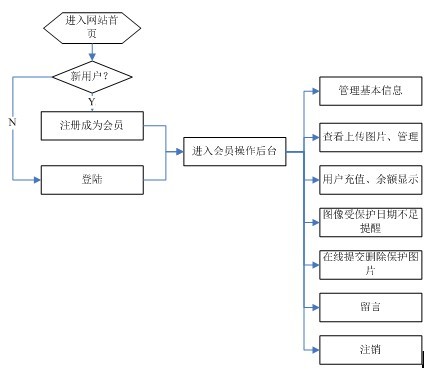 进入网站首
页
新用户？
Y
N
注册成为会员
登陆
进入会员操作后台
管理基本信息
查看上传图片、管理
用户充值、余额显示
图像受保护日期不足
提醒
在线提交删除保护图
片
留言
注销